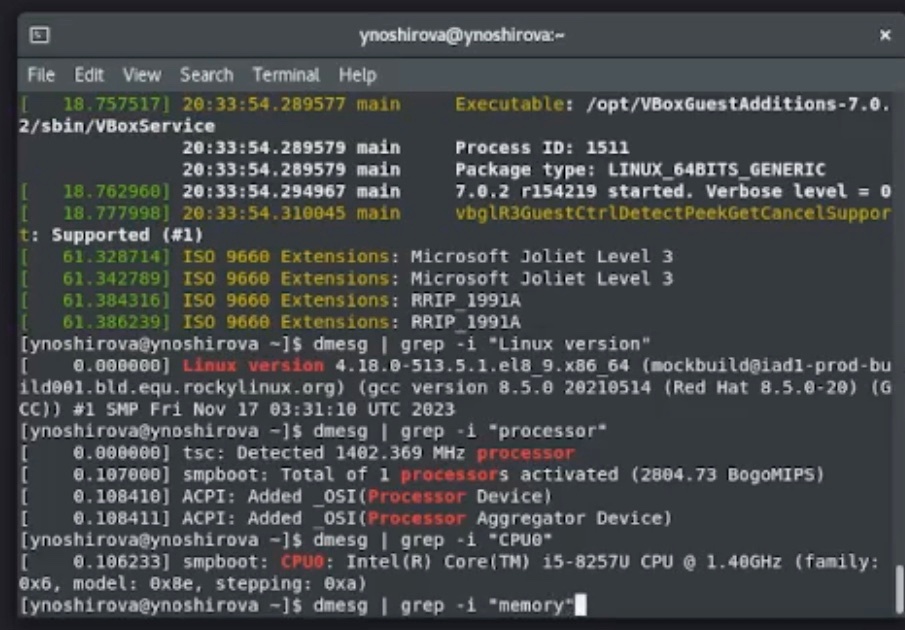 ynoshirova@ynoshirova:~
File Edit View Search Terminal Help
[   18.757517] 20:33:54.289577 main     Executable: /opt/VBoxGuestAdditions-7.0.
2/sbin/VBoxService
               20:33:54.289579 main     Process ID: 1511
               20:33:54.289579 main     Package type: LINUX_64BITS_GENERIC
[   18.762960] 20:33:54.294967 main     7.0.2 r154219 started. Verbose level = 0
[   18.777998] 20:33:54.310045 main     vbglR3GuestCtrlDetectPeekGetCancelSuppor
t: Supported (#1)
[   61.328714] ISO 9660 Extensions: Microsoft Joliet Level 3
[   61.342789] ISO 9660 Extensions: Microsoft Joliet Level 3
[   61.384316] ISO 9660 Extensions: RRIP_1991A
[   61.386239] ISO 9660 Extensions: RRIP_1991A
[ynoshirova@ynoshirova ~]$ dmesg | grep -i "Linux version"
[    0.000000] Linux version 4.18.0-513.5.1.el8_9.x86_64 (mockbuild@iad1-prod-bu
ild001.bld.equ.rockylinux.org) (gcc version 8.5.0 20210514 (Red Hat 8.5.0-20) (G
CC)) #1 SMP Fri Nov 17 03:31:10 UTC 2023
[ynoshirova@ynoshirova ~]$ dmesg | grep -i "processor"
[    0.000000] tsc: Detected 1402.369 MHz processor
[    0.107000] smpboot: Total of 1 processors activated (2804.73 BogoMIPS)
[    0.108410] ACPI: Added _OSI(Processor Device)
[    0.108411] ACPI: Added _OSI(Processor Aggregator Device)
[ynoshirova@ynoshirova ~]$ dmesg | grep -i "CPU0"
[    0.106233] smpboot: CPU0: Intel(R) Core(TM) i5-8257U CPU @ 1.40GHz (family:
0x6, model: 0x8e, stepping: 0xa)
[ynoshirova@ynoshirova ~]$ dmesg | grep -i "memory"